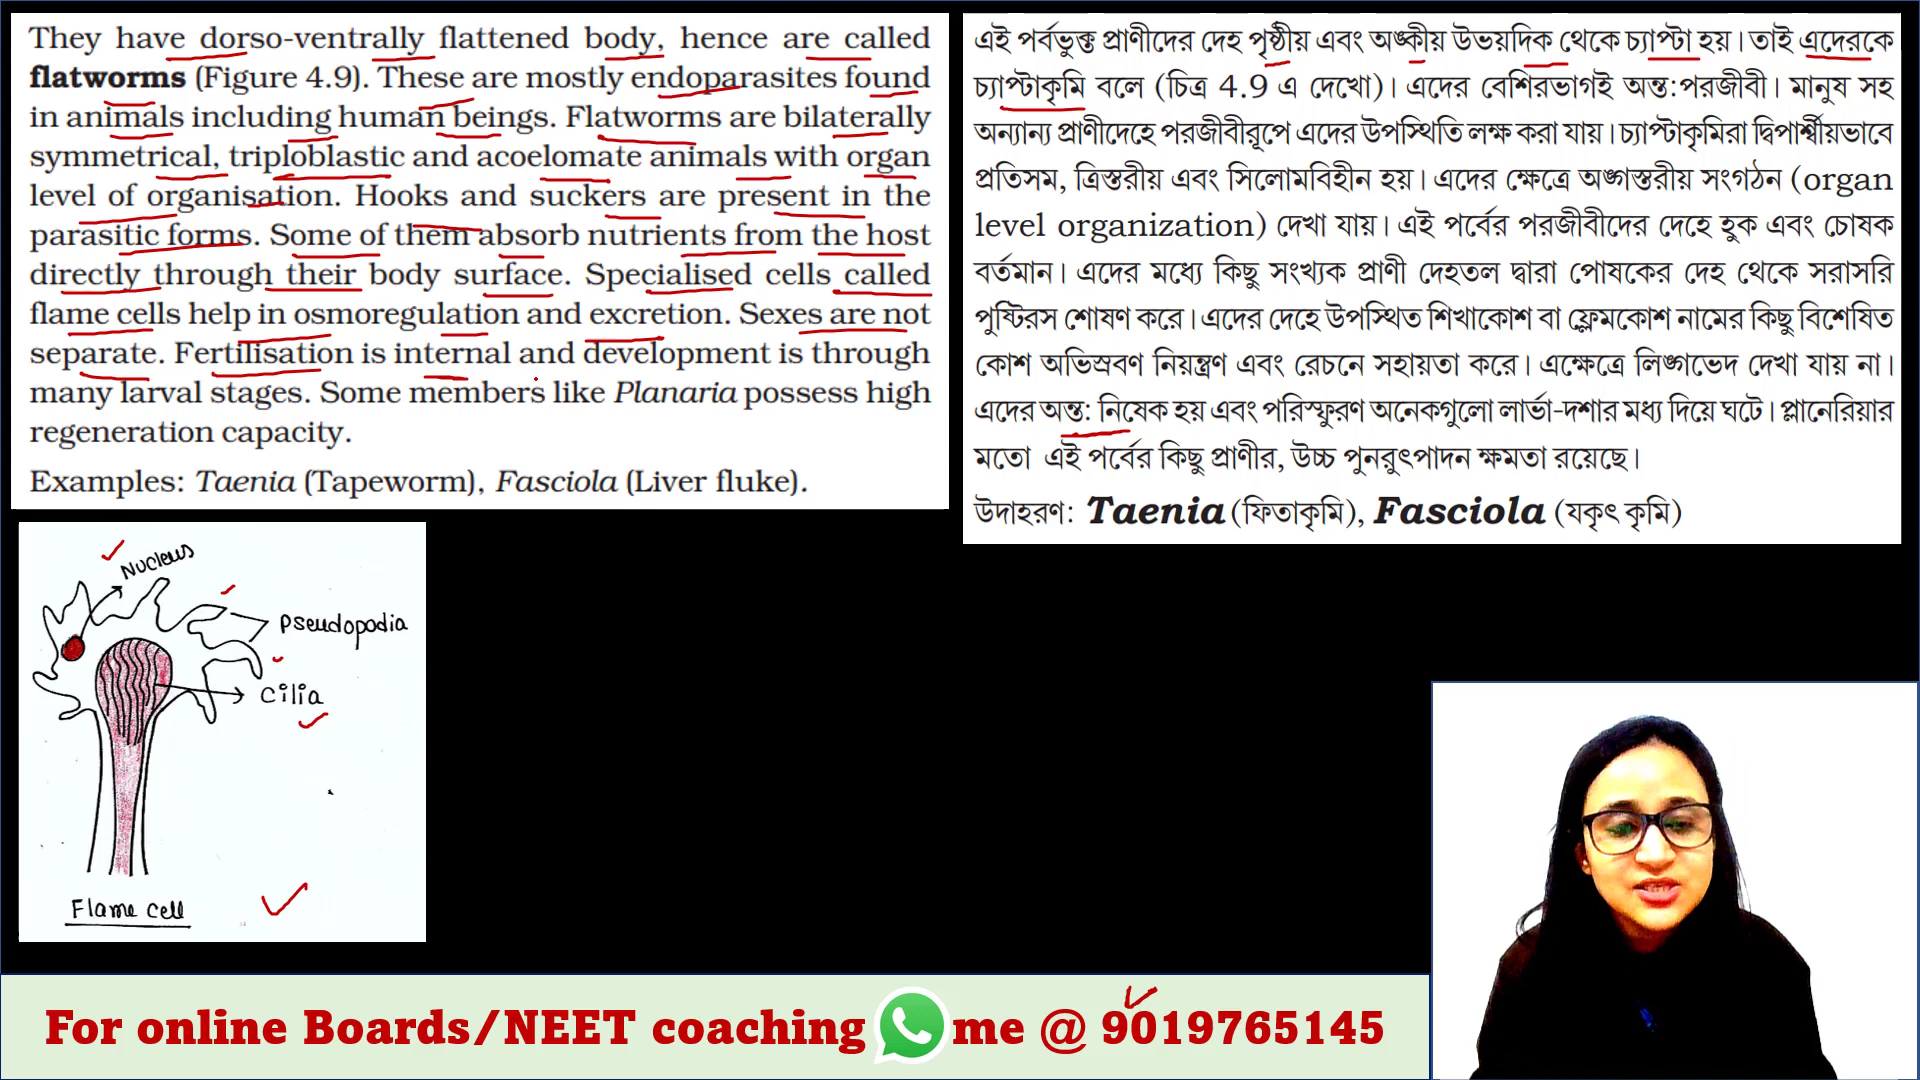 They have dorso-ventrally flattened body, hence are called
flatworms (Figure 4.9). These are mostly endoparasites found
in animals including human beings. Flatworms are bilaterally
symmetrical, triploblastic and acoelomate animals with organ
level of organisation. Hooks and suckers are present in the
parasitic forms. Some of them absorb nutrients from the host
directly through their body surface. Specialised cells called
flame cells help in osmoregulation and excretion. Sexes are not
separate. Fertilisation is internal and development is through
many larval stages. Some members like Planaria possess high
regeneration capacity.
Examples: Taenia (Tapeworm), Fasciola (Liver fluke).
এই পর্বভুক্ত প্রাণীদের দেহ পৃষ্ঠীয় এবং অঙ্কীয় উভয়দিক থেকে চ্যাপ্টা হয়। তাই এদেরকে
চ্যাপ্টাকৃমি বলে (চিত্র 4.9 এ দেখো)। এদের বেশিরভাগই অন্ত:পরজীবী। মানুষ সহ
অন্যান্য প্রাণীদেহে পরজীবীরূপে এদের উপস্থিতি লক্ষ করা যায়। চ্যাপ্টাকৃমিরা দ্বিপার্শ্বীয়ভাবে
প্রতিসম, ত্রিস্তরীয় এবং সিলোমবিহীন হয়। এদের ক্ষেত্রে অঙ্গস্তরীয় সংগঠন (organ
level organization) দেখা যায়। এই পর্বের পরজীবীদের দেহে হুক এবং চোষক
বর্তমান। এদের মধ্যে কিছু সংখ্যক প্রাণী দেহতল দ্বারা পোষকের দেহ থেকে সরাসরি
পুষ্টিরস শোষণ করে। এদের দেহে উপস্থিত শিখাকোশ বা ফ্লেমকোশ নামের কিছু বিশেষিত
কোশ অভিস্রবণ নিয়ন্ত্রণ এবং রেচনে সহায়তা করে। এক্ষেত্রে লিঙ্গভেদ দেখা যায় না।
এদের অন্ত: নিষেক হয় এবং পরিস্ফুরণ অনেকগুলো লার্ভা-দশার মধ্য দিয়ে ঘটে। প্লানেরিয়ার
মতো এই পর্বের কিছু প্রাণীর, উচ্চ পুনরুৎপাদন ক্ষমতা রয়েছে।
উদাহরণ: Taenia (ফিতাকৃমি), Fasciola (যকৃৎ কৃমি)
Nucleus
Pseudopodia
Cilia
Flame cell
For online Boards/NEET coaching me @ 9019765145